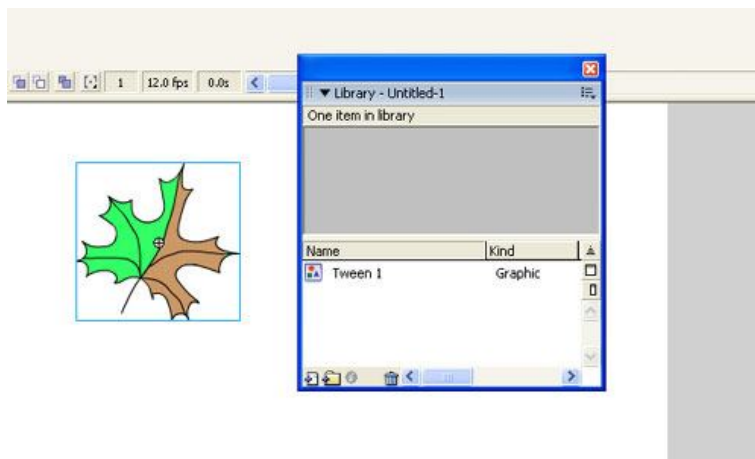 1 12.0 fps 0.0s
Library - Untitled-1
One item in library
Name Kind
Tween 1 Graphic